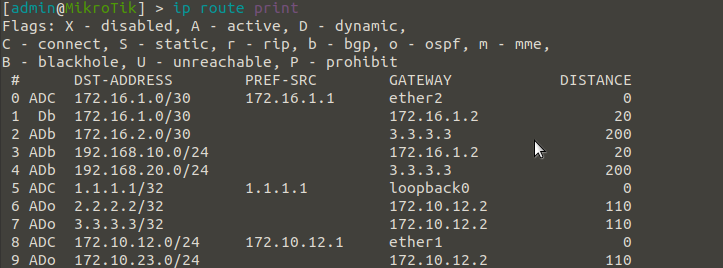 [admin@MikroTik] > ip route print
Flags: X - disabled, A - active, D - dynamic,
C - connect, S - static, r - rip, b - bgp, o - ospf, m - mme,
B - blackhole, U - unreachable, P - prohibit
 #      DST-ADDRESS        PREF-SRC        GATEWAY            DISTANCE
 0 ADC  172.16.1.0/30      172.16.1.1      ether2                    0
 1  Db  172.16.1.0/30                      172.16.1.2               20
 2 ADb  172.16.2.0/30                      3.3.3.3                 200
 3 ADb  192.168.10.0/24                    172.16.1.2               20
 4 ADb  192.168.20.0/24                    3.3.3.3                 200
 5 ADC  1.1.1.1/32         1.1.1.1         loopback0                 0
 6 ADo  2.2.2.2/32                         172.10.12.2             110
 7 ADo  3.3.3.3/32                         172.10.12.2             110
 8 ADC  172.10.12.0/24     172.10.12.1     ether1                    0
 9 ADo  172.10.23.0/24                     172.10.12.2             110